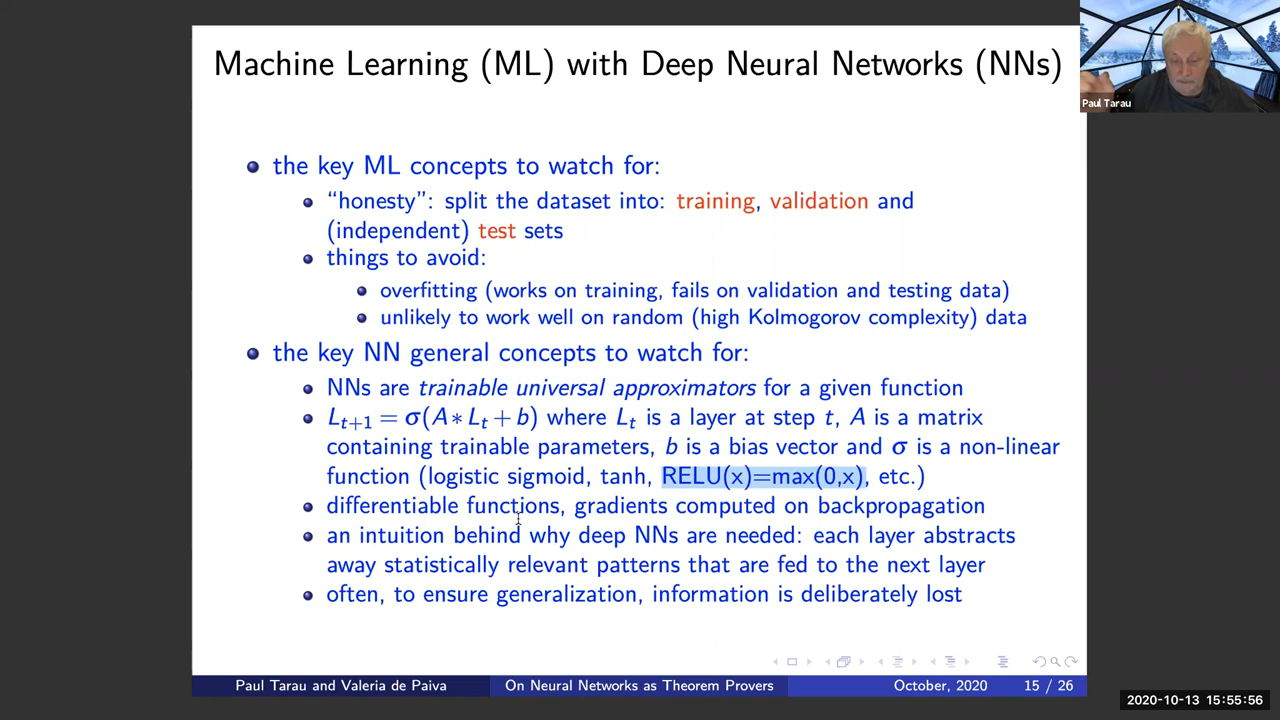 Machine Learning (ML) with Deep Neural Networks (NNs)
Paul Tarau
the key ML concepts to watch for:
“honesty”: split the dataset into: training, validation and
(independent) test sets
things to avoid:
overfitting (works on training, fails on validation and testing data)
unlikely to work well on random (high Kolmogorov complexity) data
the key NN general concepts to watch for:
NNs are trainable universal approximators for a given function
L_{t+1} = σ(A ∗ L_t + b) where L_t is a layer at step t, A is a matrix
containing trainable parameters, b is a bias vector and σ is a non-linear
function (logistic sigmoid, tanh, RELU(x)=max(0,x), etc.)
differentiable functions, gradients computed on backpropagation
an intuition behind why deep NNs are needed: each layer abstracts
away statistically relevant patterns that are fed to the next layer
often, to ensure generalization, information is deliberately lost
Paul Tarau and Valeria de Paiva On Neural Networks as Theorem Provers October, 2020 15 / 26
2020-10-13 15:55:56